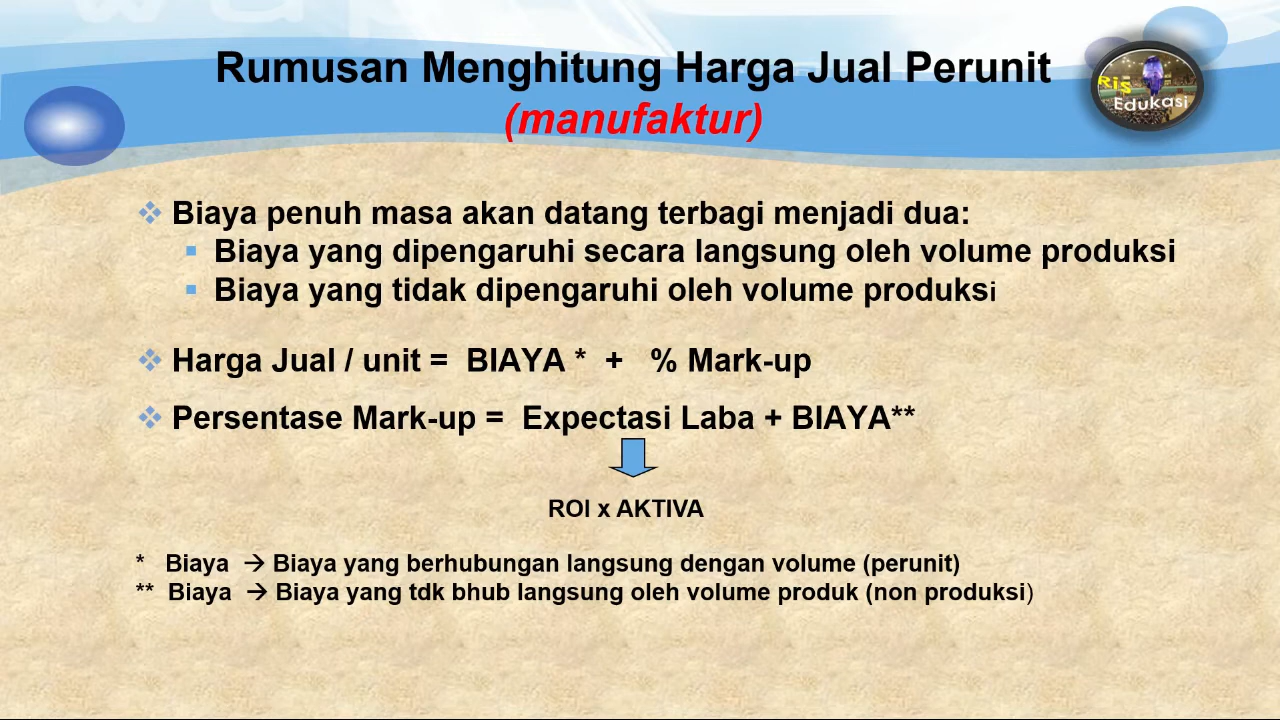 Rumusan Menghitung Harga Jual Perunit
(manufaktur)
RIS
Edukasi
Biaya penuh masa akan datang terbagi menjadi dua:
Biaya yang dipengaruhi secara langsung oleh volume produksi
Biaya yang tidak dipengaruhi oleh volume produksi
Harga Jual / unit = BIAYA * + % Mark-up
Persentase Mark-up = Expectasi Laba + BIAYA**
ROI x AKTIVA
* Biaya → Biaya yang berhubungan langsung dengan volume (perunit)
** Biaya → Biaya yang tdk bhub langsung oleh volume produk (non produksi)